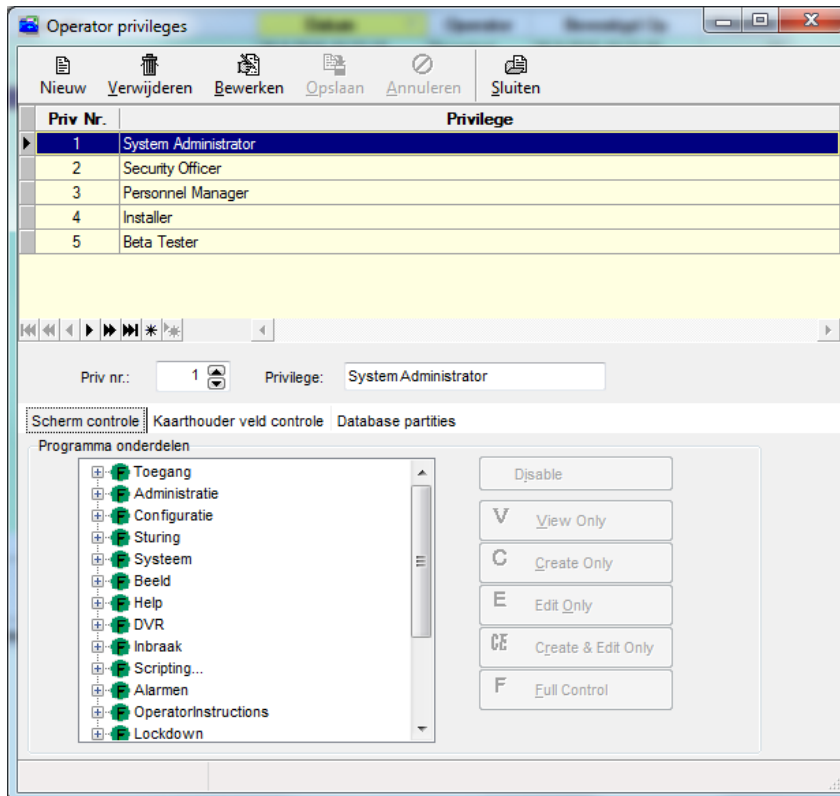 Operator privileges
Nieuw Verwijderen Bewerken Opslaan Annuleren Sluiten
Priv Nr. Privilege
1 System Administrator
2 Security Officer
3 Personnel Manager
4 Installer
5 Beta Tester
Priv nr.: 1 Privilege: System Administrator
Scherm controle Kaarthouder veld controle Database partities
Programma onderdelen
F Toegang
F Administratie
F Configuratie
F Sturing
F Systeem
F Beeld
F Help
F DVR
F Inbraak
F Scripting...
F Alarmen
F OperatorInstructions
F Lockdown
Disable
V View Only
C Create Only
E Edit Only
CE Create & Edit Only
F Full Control